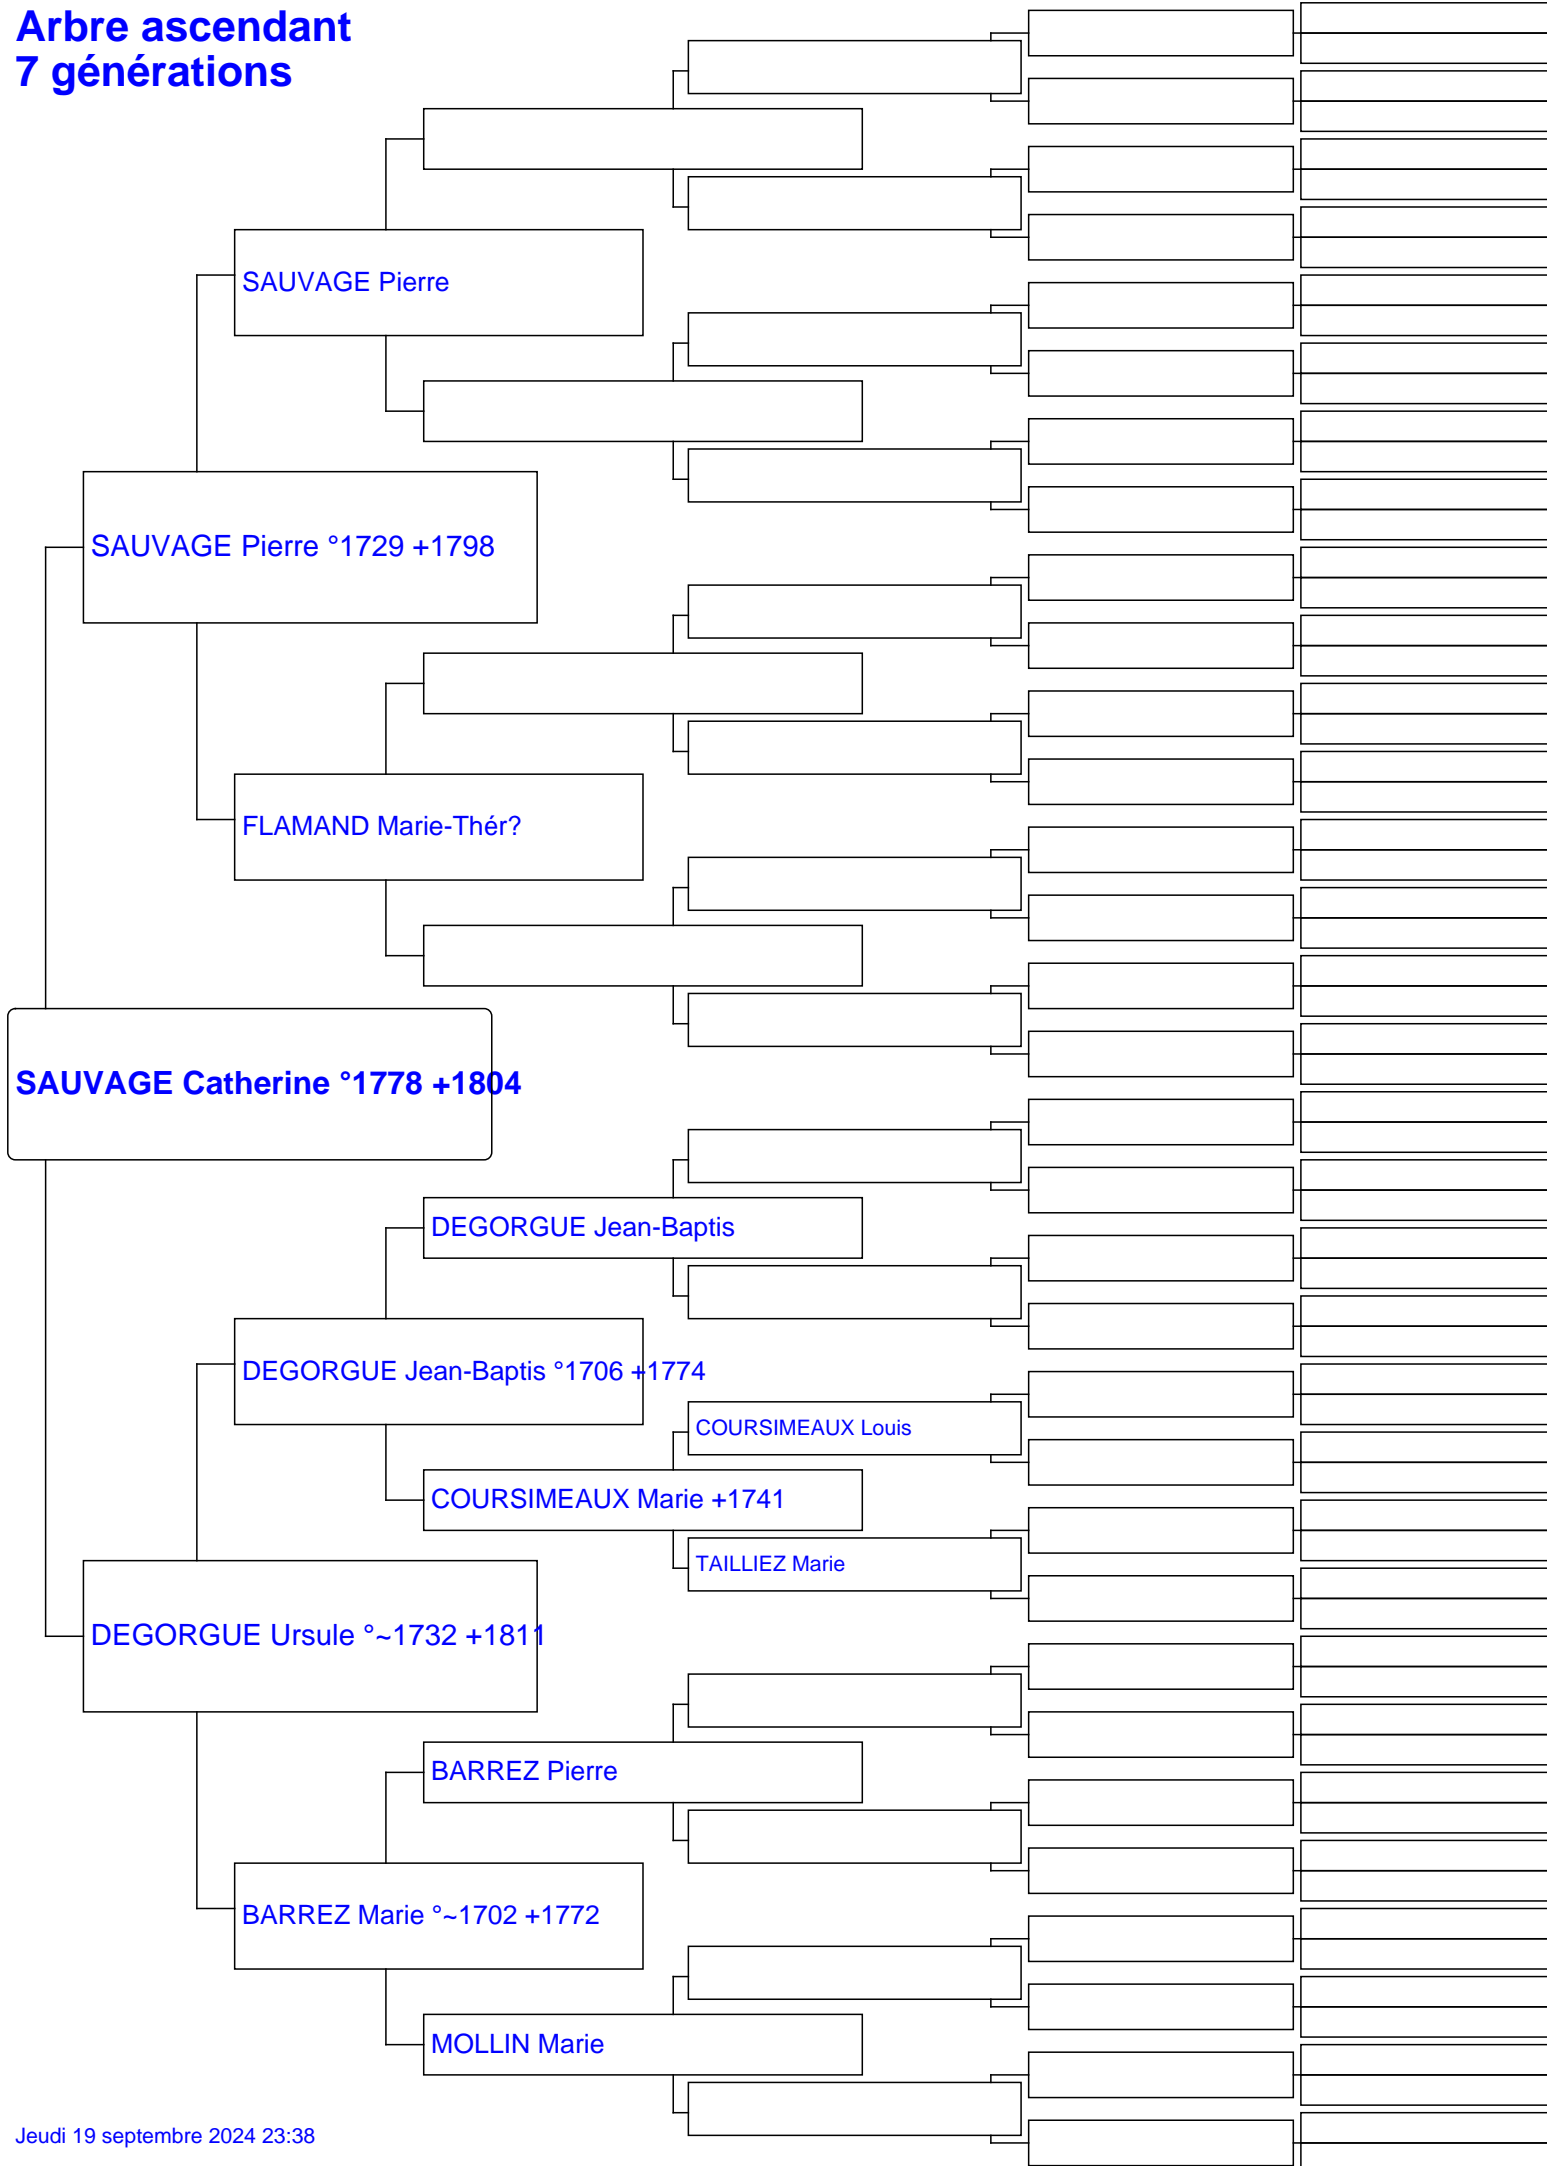 Arbre ascendant
7 générations
SAUVAGE Pierre
SAUVAGE Pierre °1729 +1798
FLAMAND Marie-Thér?
SAUVAGE Catherine °1778 +1804
DEGORGUE Jean-Baptis
DEGORGUE Jean-Baptis °1706 +1774
COURSIMEAUX Louis
COURSIMEAUX Marie +1741
TAILLIEZ Marie
DEGORGUE Ursule °~1732 +1811
BARREZ Pierre
BARREZ Marie °~1702 +1772
MOLLIN Marie
Jeudi 19 septembre 2024 23:38